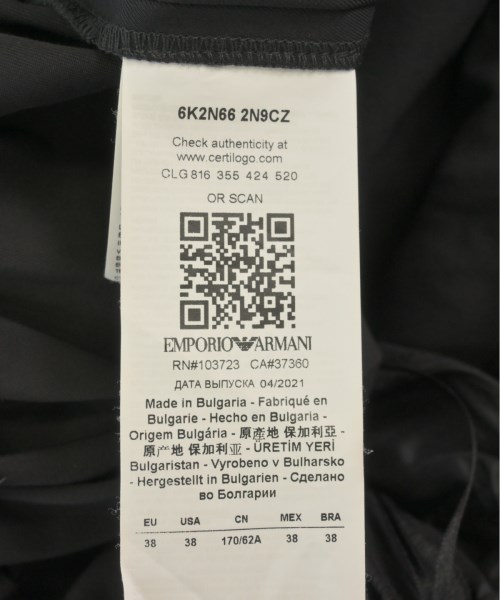 6K2N66 2N9CZ
Check authenticity at
www.certilogo.com
CLG 816 355 424 520
OR SCAN
EMPORIO ARMANI
RN#103723 CA#37360
ДАТА ВЫПУСКА 04/2021
Made in Bulgaria - Fabriqué en
Bulgarie - Hecho en Bulgaria -
Origem Bulgária - 原產地 保加利亞 -
原产地 保加利亚 - ÜRETİM YERİ
Bulgaristan - Vyrobeno v Bulharsko
- Hergestellt in Bulgarien - Сделано
во Болгарии
EU USA CN MEX BRA
38 38 170/62A 38 38